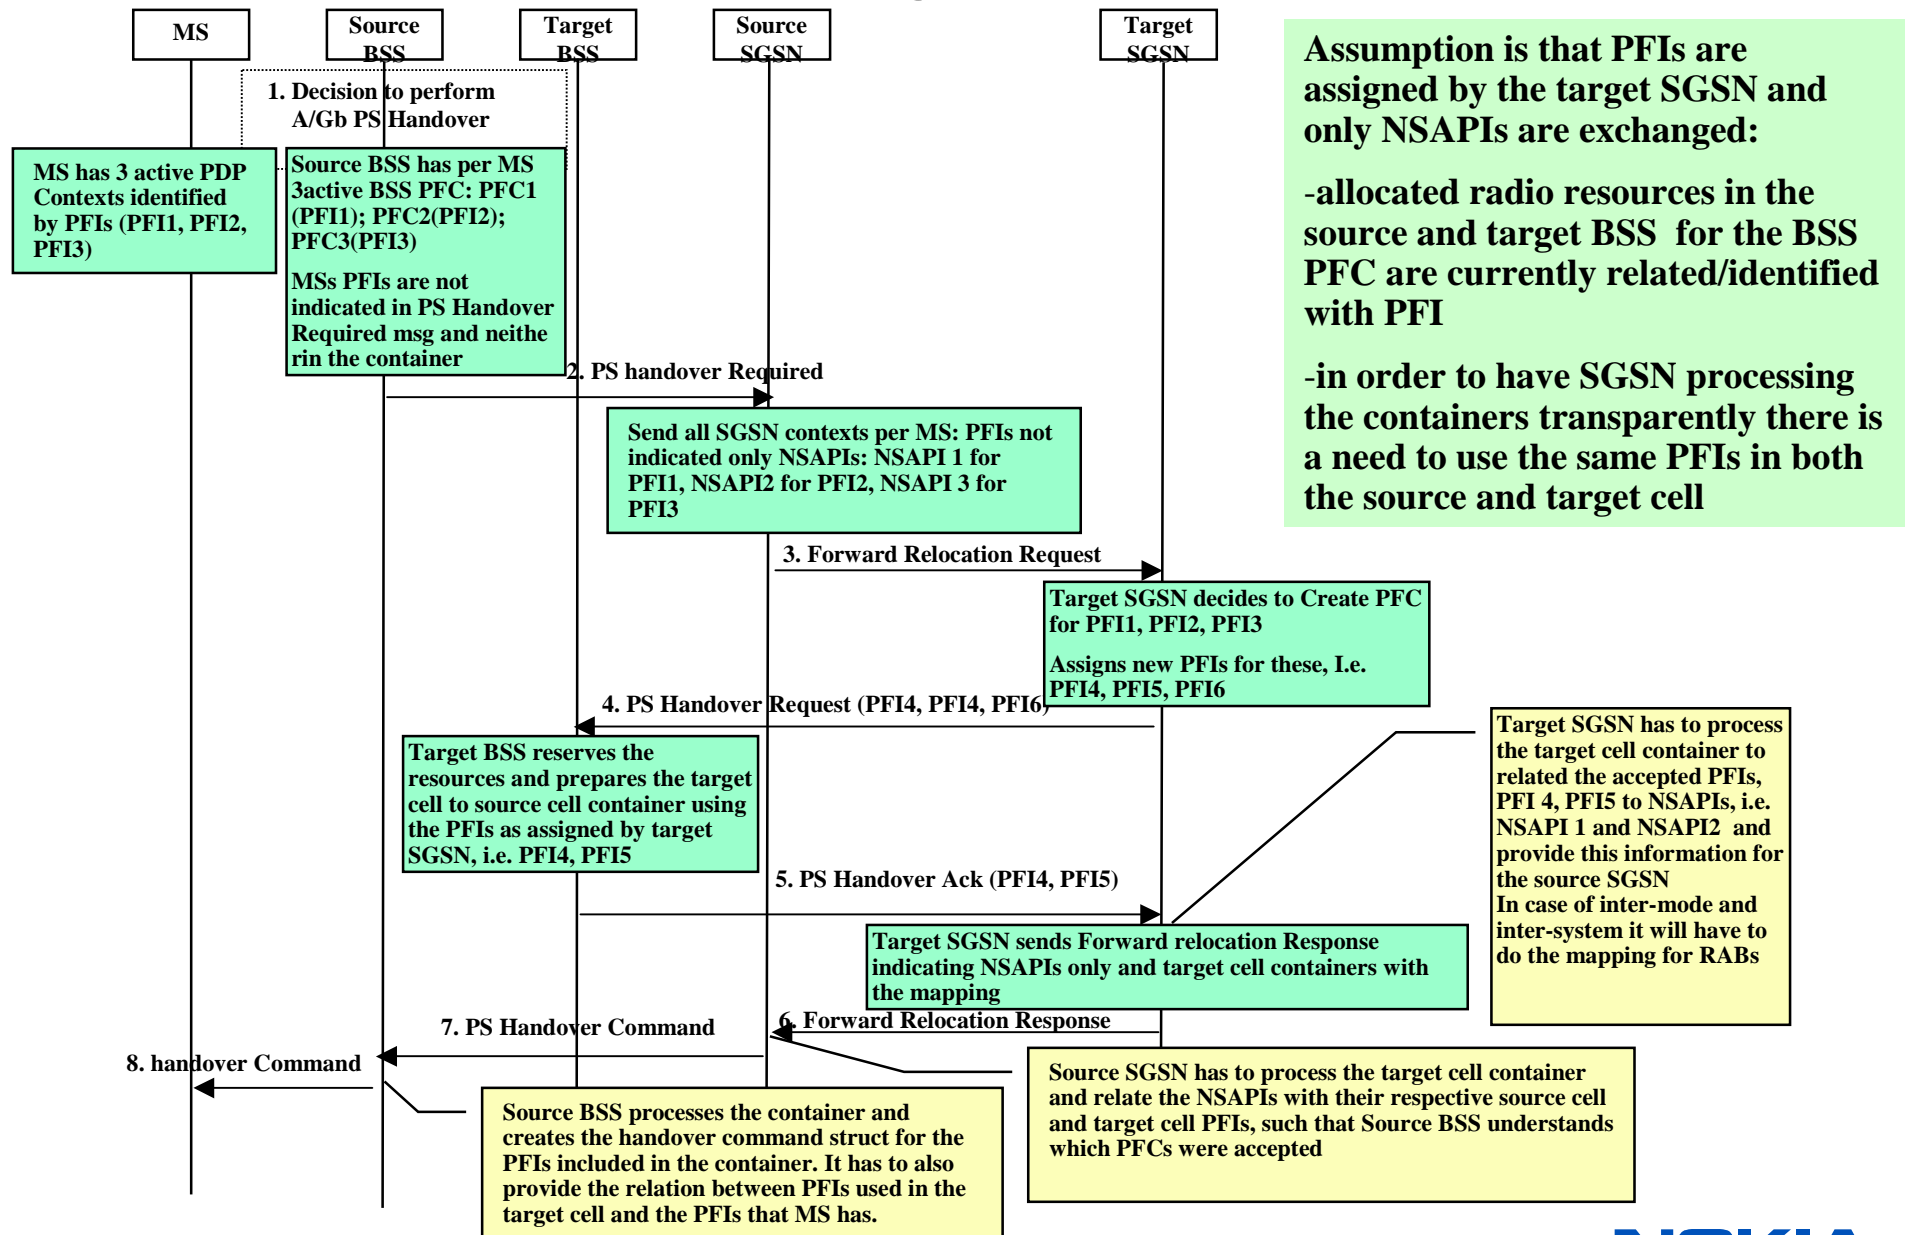 MS
Source
BSS
Target
BSS
Source
SGSN
Target
SGSN
1. Decision to perform
A/Gb PS Handover
MS has 3 active PDP
Contexts identified
by PFIs (PFI1, PFI2,
PFI3)
Source BSS has per MS
3active BSS PFC: PFC1
(PFI1); PFC2(PFI2);
PFC3(PFI3)
MSs PFIs are not
indicated in PS Handover
Required msg and neithe
rin the container
2. PS handover Required
Send all SGSN contexts per MS: PFIs not
indicated only NSAPIs: NSAPI 1 for
PFI1, NSAPI2 for PFI2, NSAPI 3 for
PFI3
3. Forward Relocation Request
Target SGSN decides to Create PFC
for PFI1, PFI2, PFI3
Assigns new PFIs for these, I.e.
PFI4, PFI5, PFI6
4. PS Handover Request (PFI4, PFI4, PFI6)
Target BSS reserves the
resources and prepares the target
cell to source cell container using
the PFIs as assigned by target
SGSN, i.e. PFI4, PFI5
5. PS Handover Ack (PFI4, PFI5)
Target SGSN sends Forward relocation Response
indicating NSAPIs only and target cell containers with
the mapping
6. Forward Relocation Response
7. PS Handover Command
8. handover Command
Source BSS processes the container and
creates the handover command struct for the
PFIs included in the container. It has to also
provide the relation between PFIs used in the
target cell and the PFIs that MS has.
Source SGSN has to process the target cell container
and relate the NSAPIs with their respective source cell
and target cell PFIs, such that Source BSS understands
which PFCs were accepted
Target SGSN has to process
the target cell container to
related the accepted PFIs,
PFI 4, PFI5 to NSAPIs, i.e.
NSAPI 1 and NSAPI2 and
provide this information for
the source SGSN
In case of inter-mode and
inter-system it will have to
do the mapping for RABs
Assumption is that PFIs are
assigned by the target SGSN and
only NSAPIs are exchanged:
-allocated radio resources in the
source and target BSS for the BSS
PFC are currently related/identified
with PFI
-in order to have SGSN processing
the containers transparently there is
a need to use the same PFIs in both
the source and target cell
NOKIA